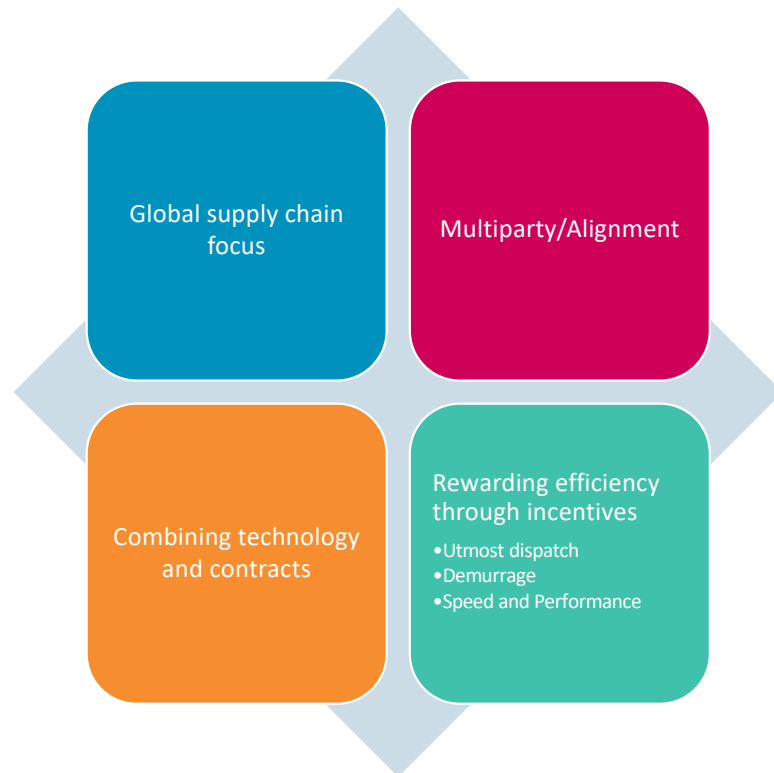 Global supply chain
focus
Multiparty/Alignment
Combining technology
and contracts
Rewarding efficiency
through incentives
•Utmost dispatch
•Demurrage
•Speed and Performance